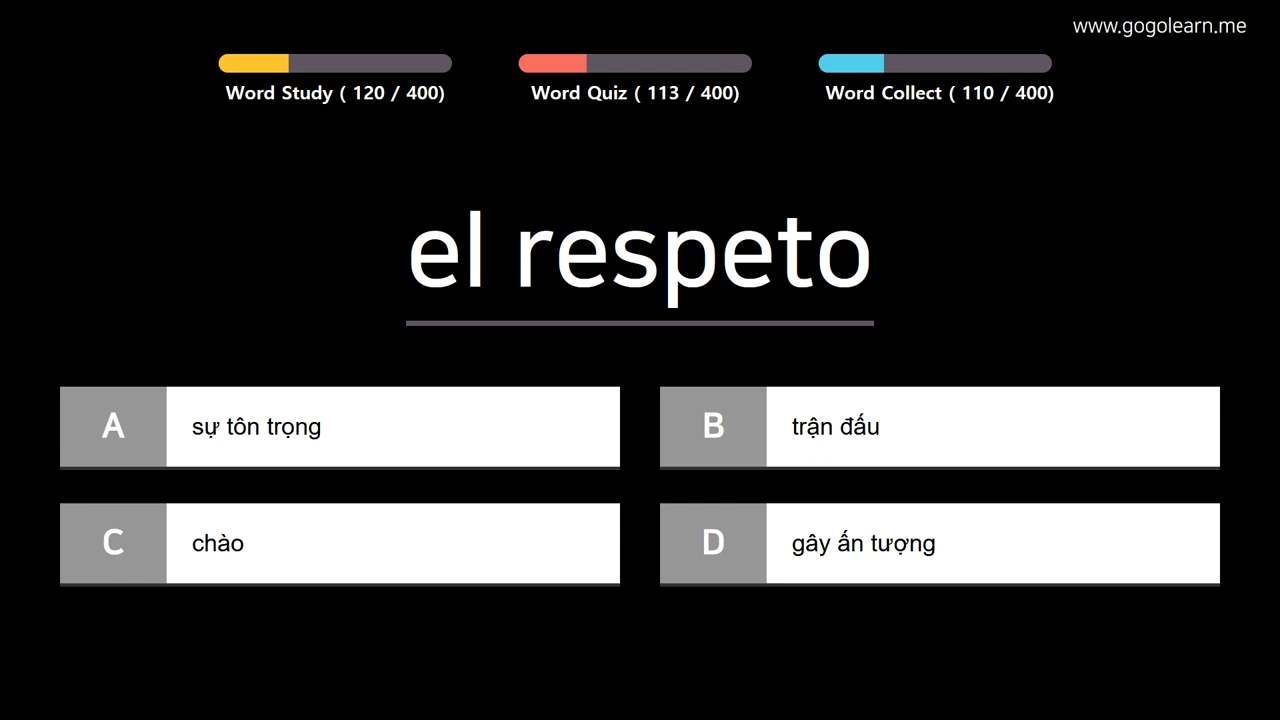 www.gogolearn.me
Word Study ( 120 / 400)
Word Quiz ( 113 / 400)
Word Collect ( 110 / 400)
el respeto
A
sự tôn trọng
B
trận đấu
C
chào
D
gây ấn tượng